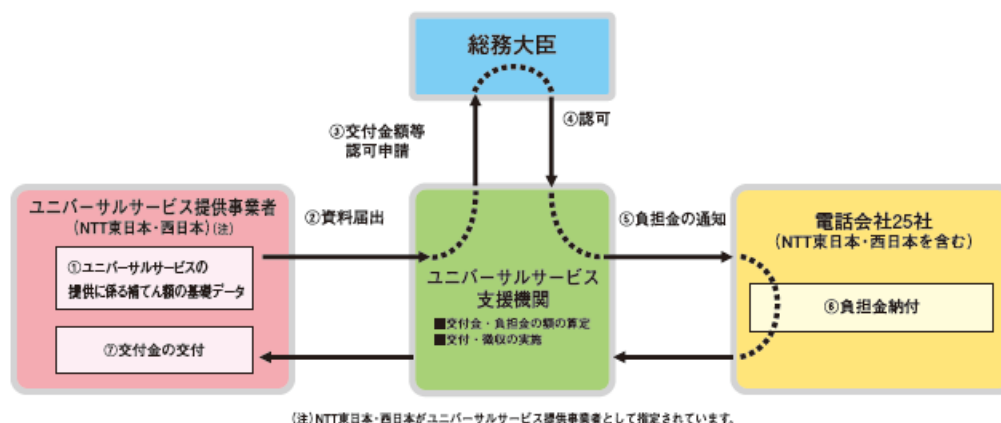 総務大臣
③交付金額等
認可申請
④認可
ユニバーサルサービス提供事業者
(NTT東日本・西日本)(注)
①ユニバーサルサービスの
提供に係る補てん額の基礎データ
⑦交付金の交付
②資料届出
ユニバーサルサービス
支援機関
■交付金・負担金の額の算定
■交付・徴収の実施
⑤負担金の通知
電話会社25社
(NTT東日本・西日本を含む)
⑥負担金納付
(注)NTT東日本・西日本がユニバーサルサービス提供事業者として指定されています。